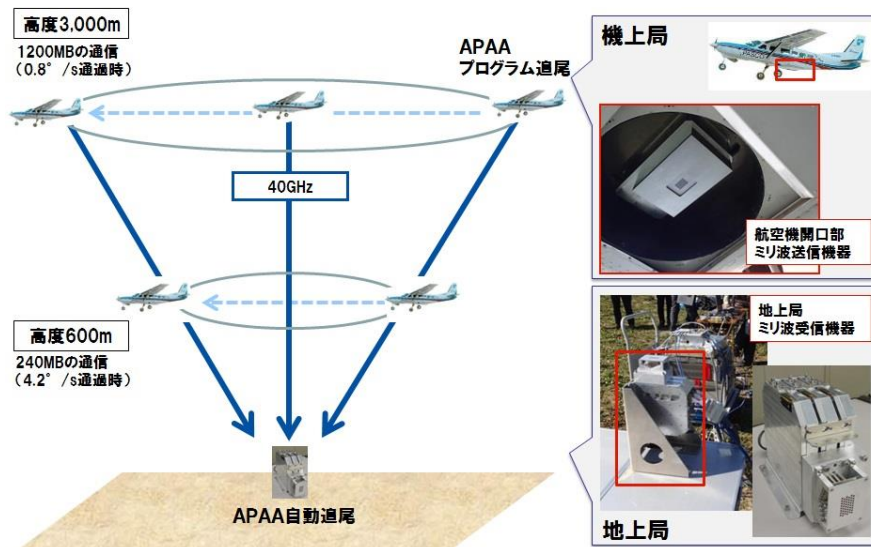 高度3,000m
1200MBの通信
(0.8°/s通過時)
APAA
プログラム追尾
40GHz
高度600m
240MBの通信
(4.2°/s通過時)
APAA自動追尾
機上局
航空機開口部
ミリ波送信機器
地上局
ミリ波受信機器
地上局